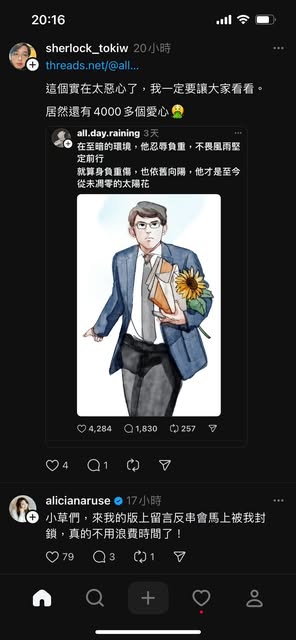 20:16
58
sherlock_tokiw 20小時
threads.net/@all...
這個實在太惡心了，我一定要讓大家看看。
居然還有4000多個愛心🤮
all.day.raining 3天
在至暗的環境，他忍辱負重，不畏風雨堅
定前行
就算身負重傷，也依舊向陽，他才是至今
從未凋零的太陽花
4,284 1,830 257
4 1
alicianaruse 17小時
小草們，來我的版上留言反串會馬上被我封
鎖，真的不用浪費時間了！
79 3 1